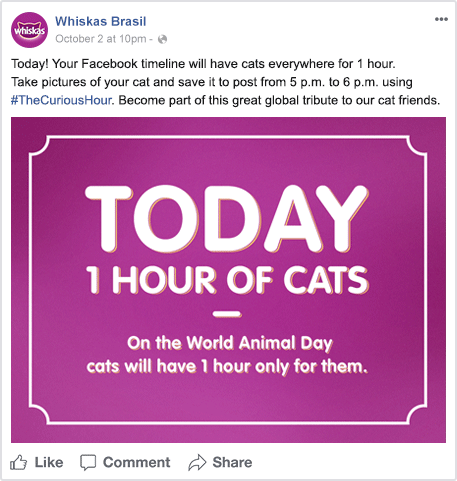 whiskas
Whiskas Brasil
October 2 at 10pm -
Today! Your Facebook timeline will have cats everywhere for 1 hour.
Take pictures of your cat and save it to post from 5 p.m. to 6 p.m. using
#TheCuriousHour. Become part of this great global tribute to our cat friends.
TODAY
1 HOUR OF CATS
On the World Animal Day
cats will have 1 hour only for them.
Like Comment Share